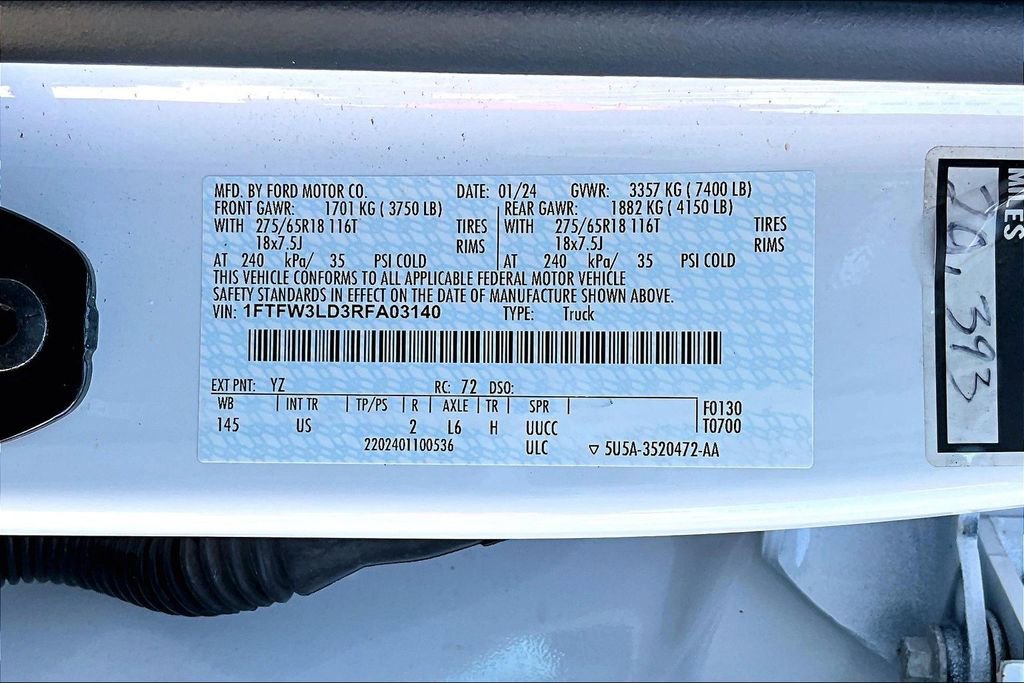 MFD. BY FORD MOTOR CO. DATE: 01/24 GVWR: 3357 KG ( 7400 LB)
FRONT GAWR: 1701 KG ( 3750 LB) REAR GAWR: 1882 KG ( 4150 LB)
WITH 275/65R18 116T TIRES WITH 275/65R18 116T TIRES
18x7.5J RIMS 18x7.5J RIMS
AT 240 kPa/ 35 PSI COLD AT 240 kPa/ 35 PSI COLD
THIS VEHICLE CONFORMS TO ALL APPLICABLE FEDERAL MOTOR VEHICLE
SAFETY STANDARDS IN EFFECT ON THE DATE OF MANUFACTURE SHOWN ABOVE.
VIN: 1FTFW3LD3RFA03140 TYPE: Truck
EXT PNT: YZ RC: 72 DSO:
WB INT TR TP/PS R AXLE TR SPR F0130
145 US 2 L6 H UUCC T0700
2202401100536 ULC ▽ 5U5A-3520472-AA
MILES
20,393